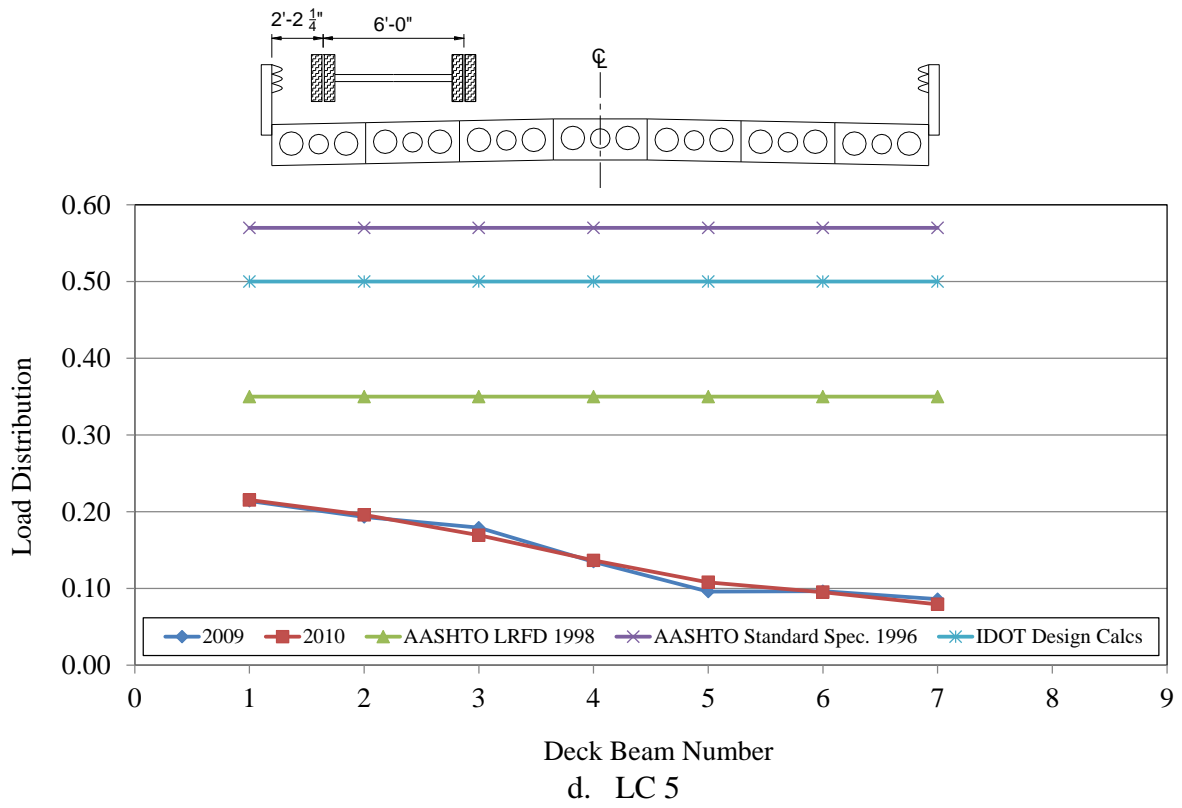 2'-2 1/4" 6'-0"
℄
0.60
0.50
0.40
0.30
0.20
0.10
0.00
Load Distribution
2009 2010 AASHTO LRFD 1998 AASHTO Standard Spec. 1996 IDOT Design Calcs
0 1 2 3 4 5 6 7 8 9
Deck Beam Number
d. LC 5